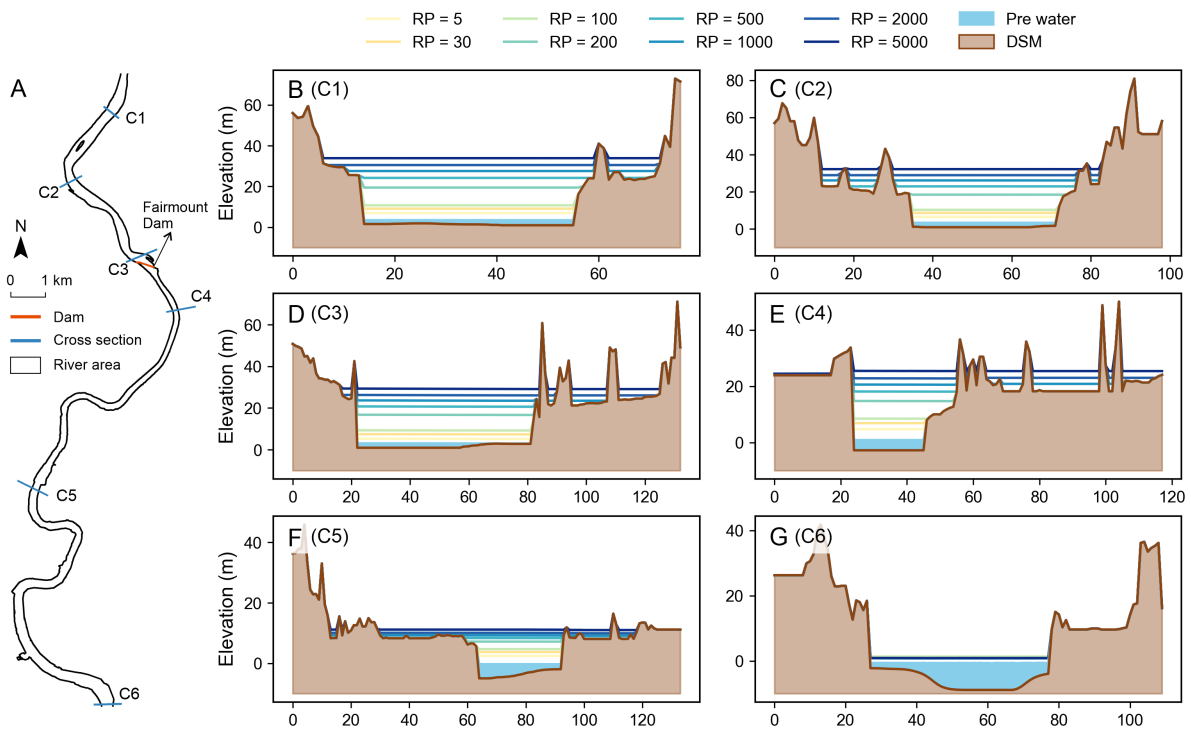 RP = 5
RP = 100
RP = 500
RP = 2000
Pre water
RP = 30
RP = 200
RP = 1000
RP = 5000
DSM
A
C1
C2
Fairmount
Dam
N
C3
0 1 km
C4
Dam
Cross section
River area
C5
C6
B (C1)
Elevation (m)
60
40
20
0
0 20 40 60
C (C2)
80
60
40
20
0
0 20 40 60 80 100
D (C3)
Elevation (m)
60
40
20
0
0 20 40 60 80 100 120
E (C4)
40
20
0
0 20 40 60 80 100 120
F (C5)
Elevation (m)
40
20
0
0 20 40 60 80 100 120
G (C6)
40
20
0
0 20 40 60 80 100